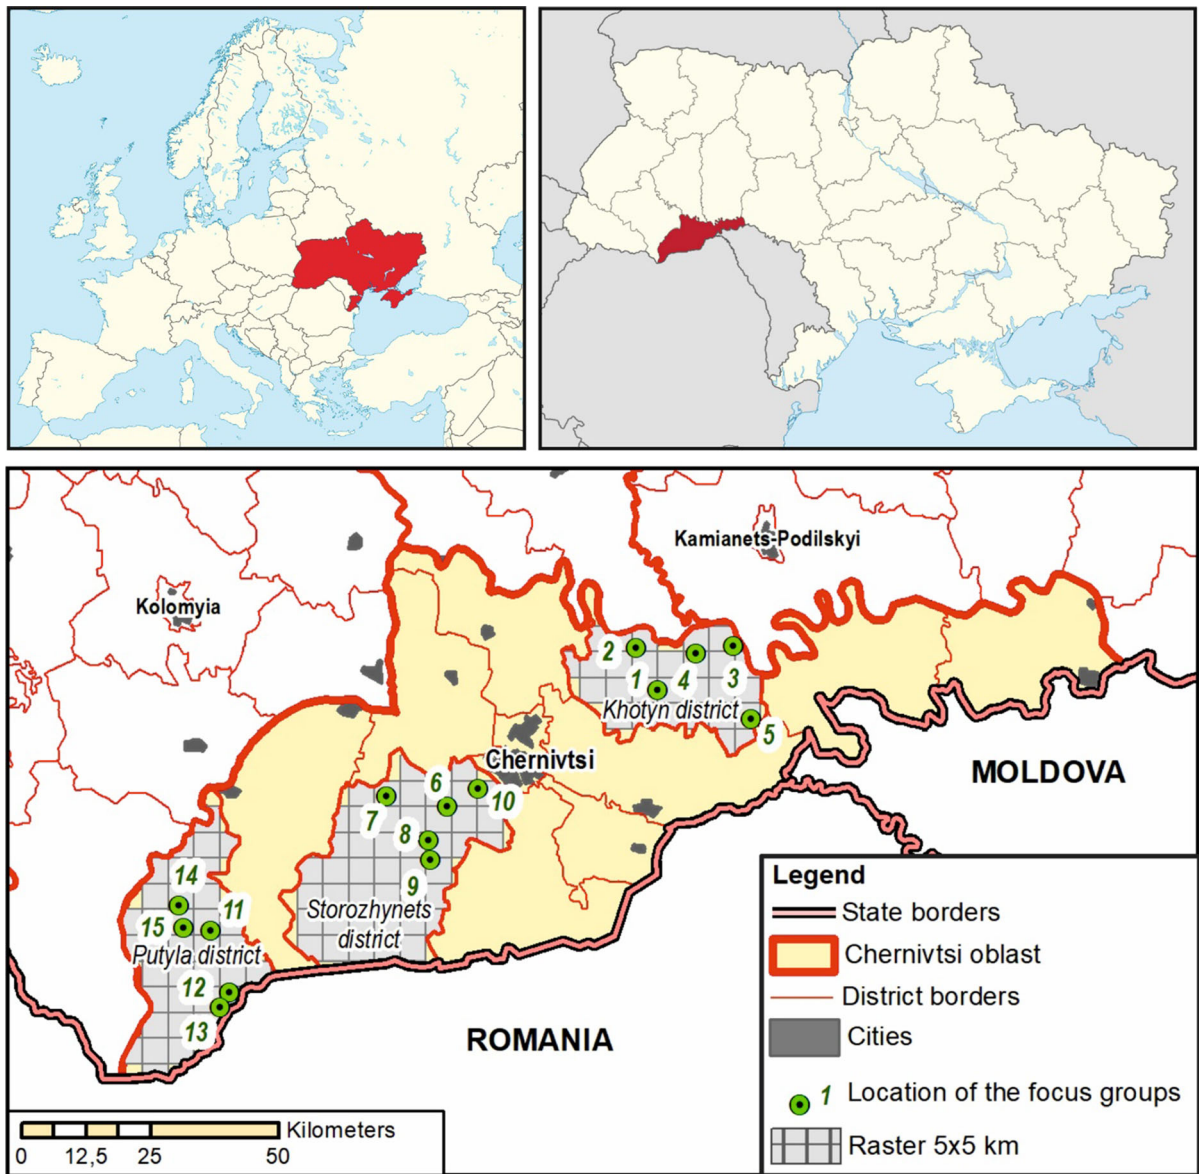 Kamianets-Podilskyi
Kolomyia
2
1
4
3
Khotyn district
5
Chernivtsi
MOLDOVA
6
10
7
8
9
14
11
15
Storozhynets
district
Putyla district
12
13
ROMANIA
Legend
State borders
Chernivtsi oblast
District borders
Cities
1 Location of the focus groups
Raster 5x5 km
Kilometers
0 12,5 25 50